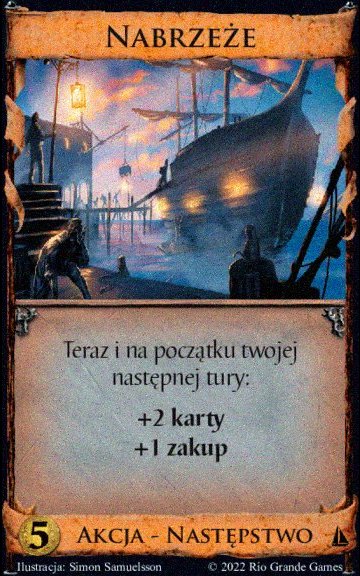 Nabrzeże
Teraz i na początku twojej
następnej tury:
+2 karty
+1 zakup
5 Akcja - Następstwo
Ilustracja: Simon Samuelsson © 2022 Rio Grande Games